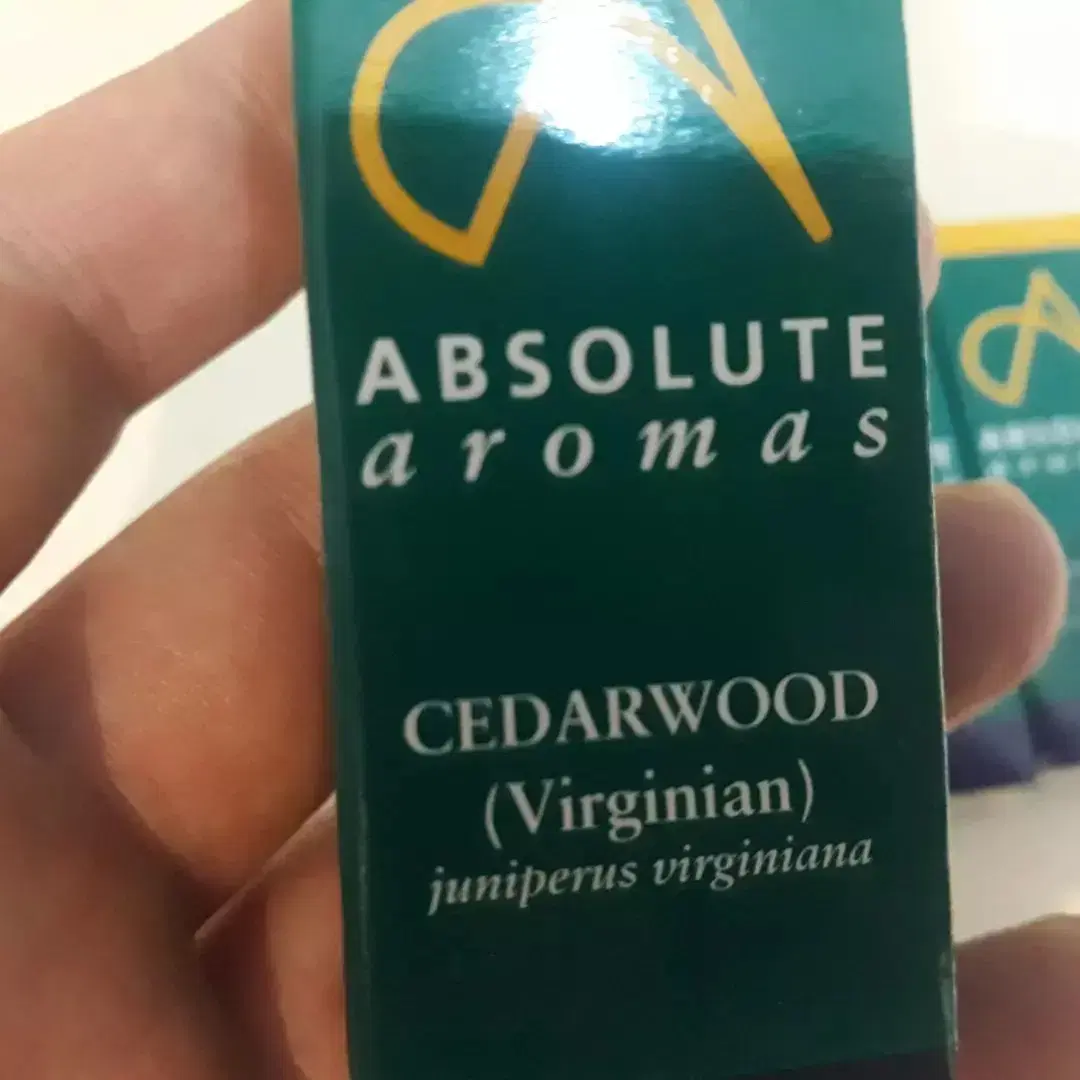 ABSOLUTE
aromas
CEDARWOOD
(Virginian)
juniperus virginiana